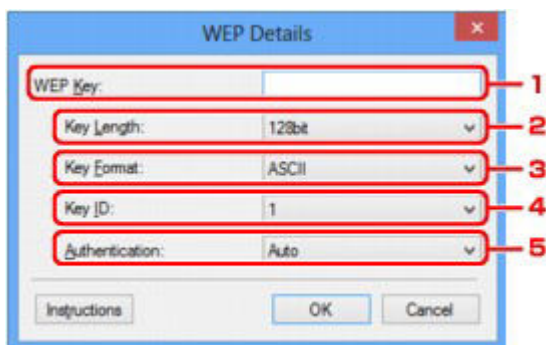 WEP Details
WEP Key: 1
Key Length: 128bit 2
Key Format: ASCII 3
Key ID: 1 4
Authentication: Auto 5
Instructions OK Cancel